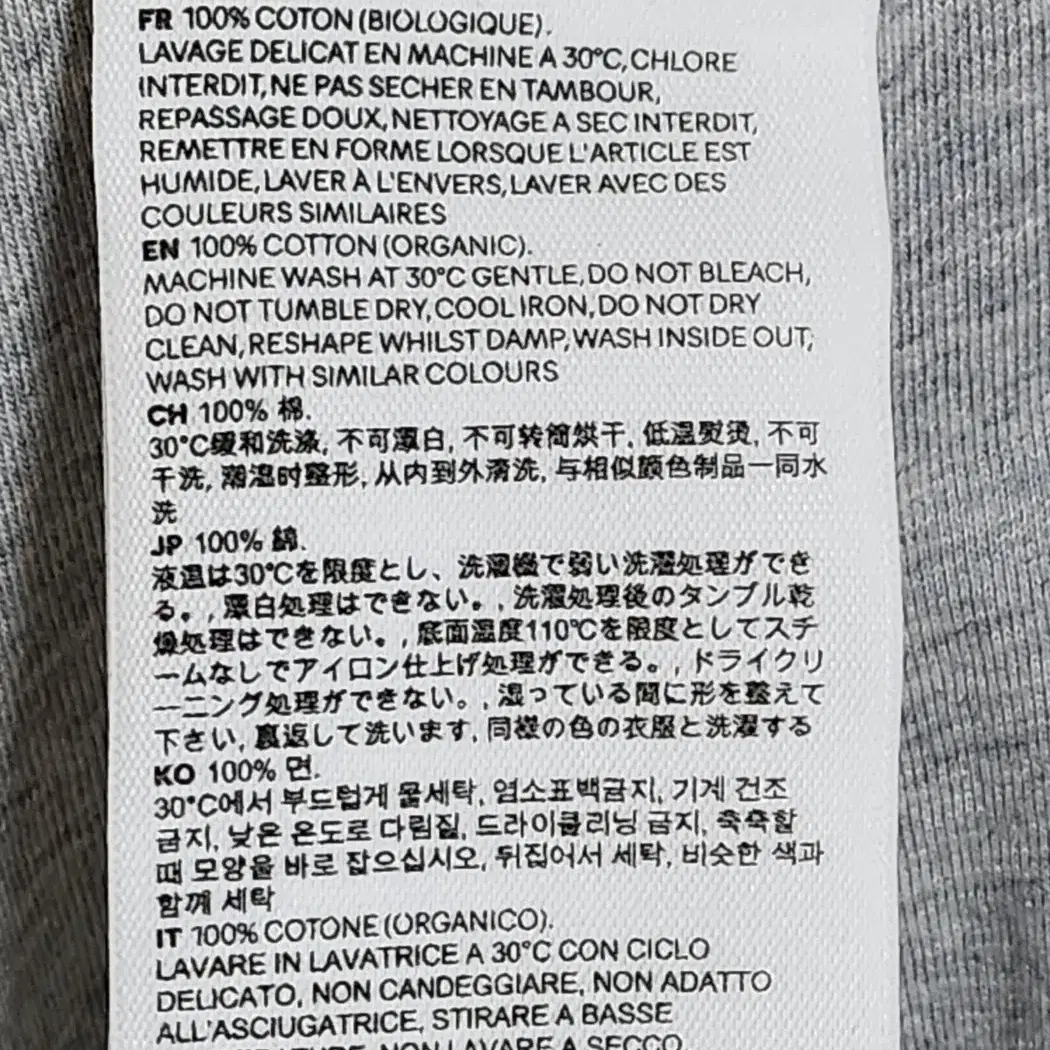 FR 100% COTON (BIOLOGIQUE).
LAVAGE DELICAT EN MACHINE A 30°C, CHLORE
INTERDIT, NE PAS SECHER EN TAMBOUR,
REPASSAGE DOUX, NETTOYAGE A SEC INTERDIT,
REMETTRE EN FORME LORSQUE L'ARTICLE EST
HUMIDE, LAVER À L'ENVERS, LAVER AVEC DES
COULEURS SIMILAIRES
EN 100% COTTON (ORGANIC).
MACHINE WASH AT 30°C GENTLE, DO NOT BLEACH,
DO NOT TUMBLE DRY, COOL IRON, DO NOT DRY
CLEAN, RESHAPE WHILST DAMP, WASH INSIDE OUT,
WASH WITH SIMILAR COLOURS
CH 100% 棉.
30°C缓和洗涤, 不可漂白, 不可转筒烘干, 低温熨烫, 不可
干洗, 潮湿时整形, 从内到外清洗, 与相似颜色制品一同水
洗
JP 100% 綿.
液温は30℃を限度とし、洗濯機で弱い洗濯処理ができ
る。, 漂白処理はできない。, 洗濯処理後のタンブル乾
燥処理はできない。, 底面温度110℃を限度としてスチ
ームなしでアイロン仕上げ処理ができる。, ドライクリ
ーニング処理ができない。, 湿っている間に形を整えて
下さい, 裏返して洗います, 同様の色の衣服と洗濯する
KO 100% 면.
30°C에서 부드럽게 물세탁, 염소표백금지, 기계 건조
금지, 낮은 온도로 다림질, 드라이클리닝 금지, 축축할
때 모양을 바로 잡으십시오, 뒤집어서 세탁, 비슷한 색과
함께 세탁
IT 100% COTONE (ORGANICO).
LAVARE IN LAVATRICE A 30°C CON CICLO
DELICATO, NON CANDEGGIARE, NON ADATTO
ALL'ASCIUGATRICE, STIRARE A BASSE
NON LAVARE A SECCO,